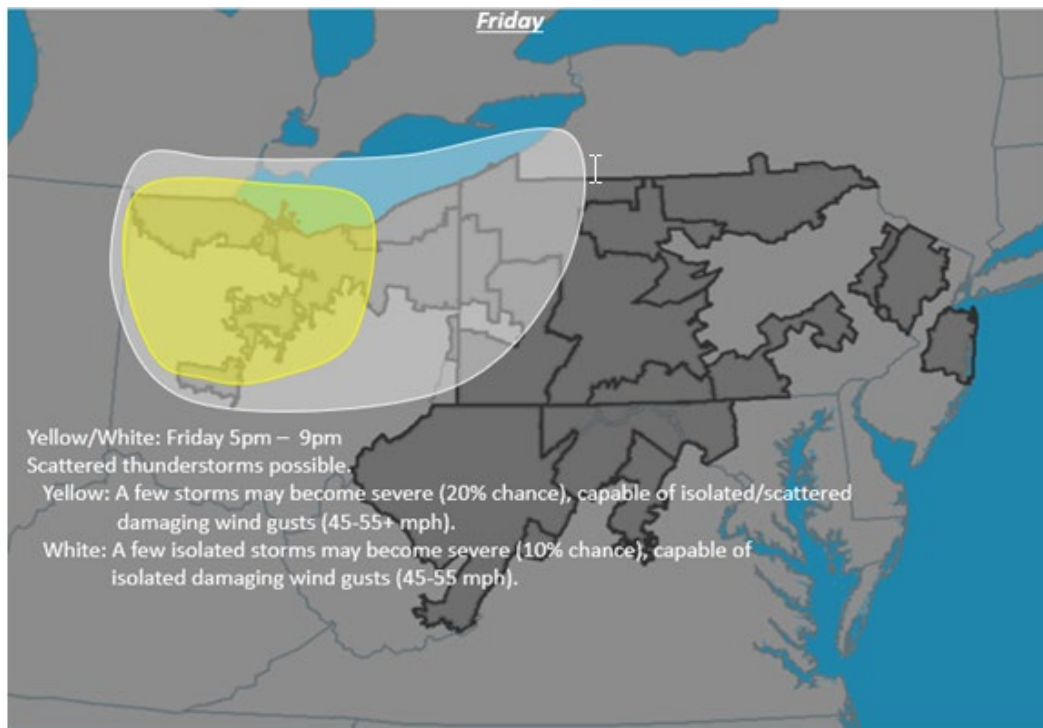 Friday
Yellow/White: Friday 5pm – 9pm
Scattered thunderstorms possible.
Yellow: A few storms may become severe (20% chance), capable of isolated/scattered
damaging wind gusts (45-55+ mph).
White: A few isolated storms may become severe (10% chance), capable of
isolated damaging wind gusts (45-55 mph).